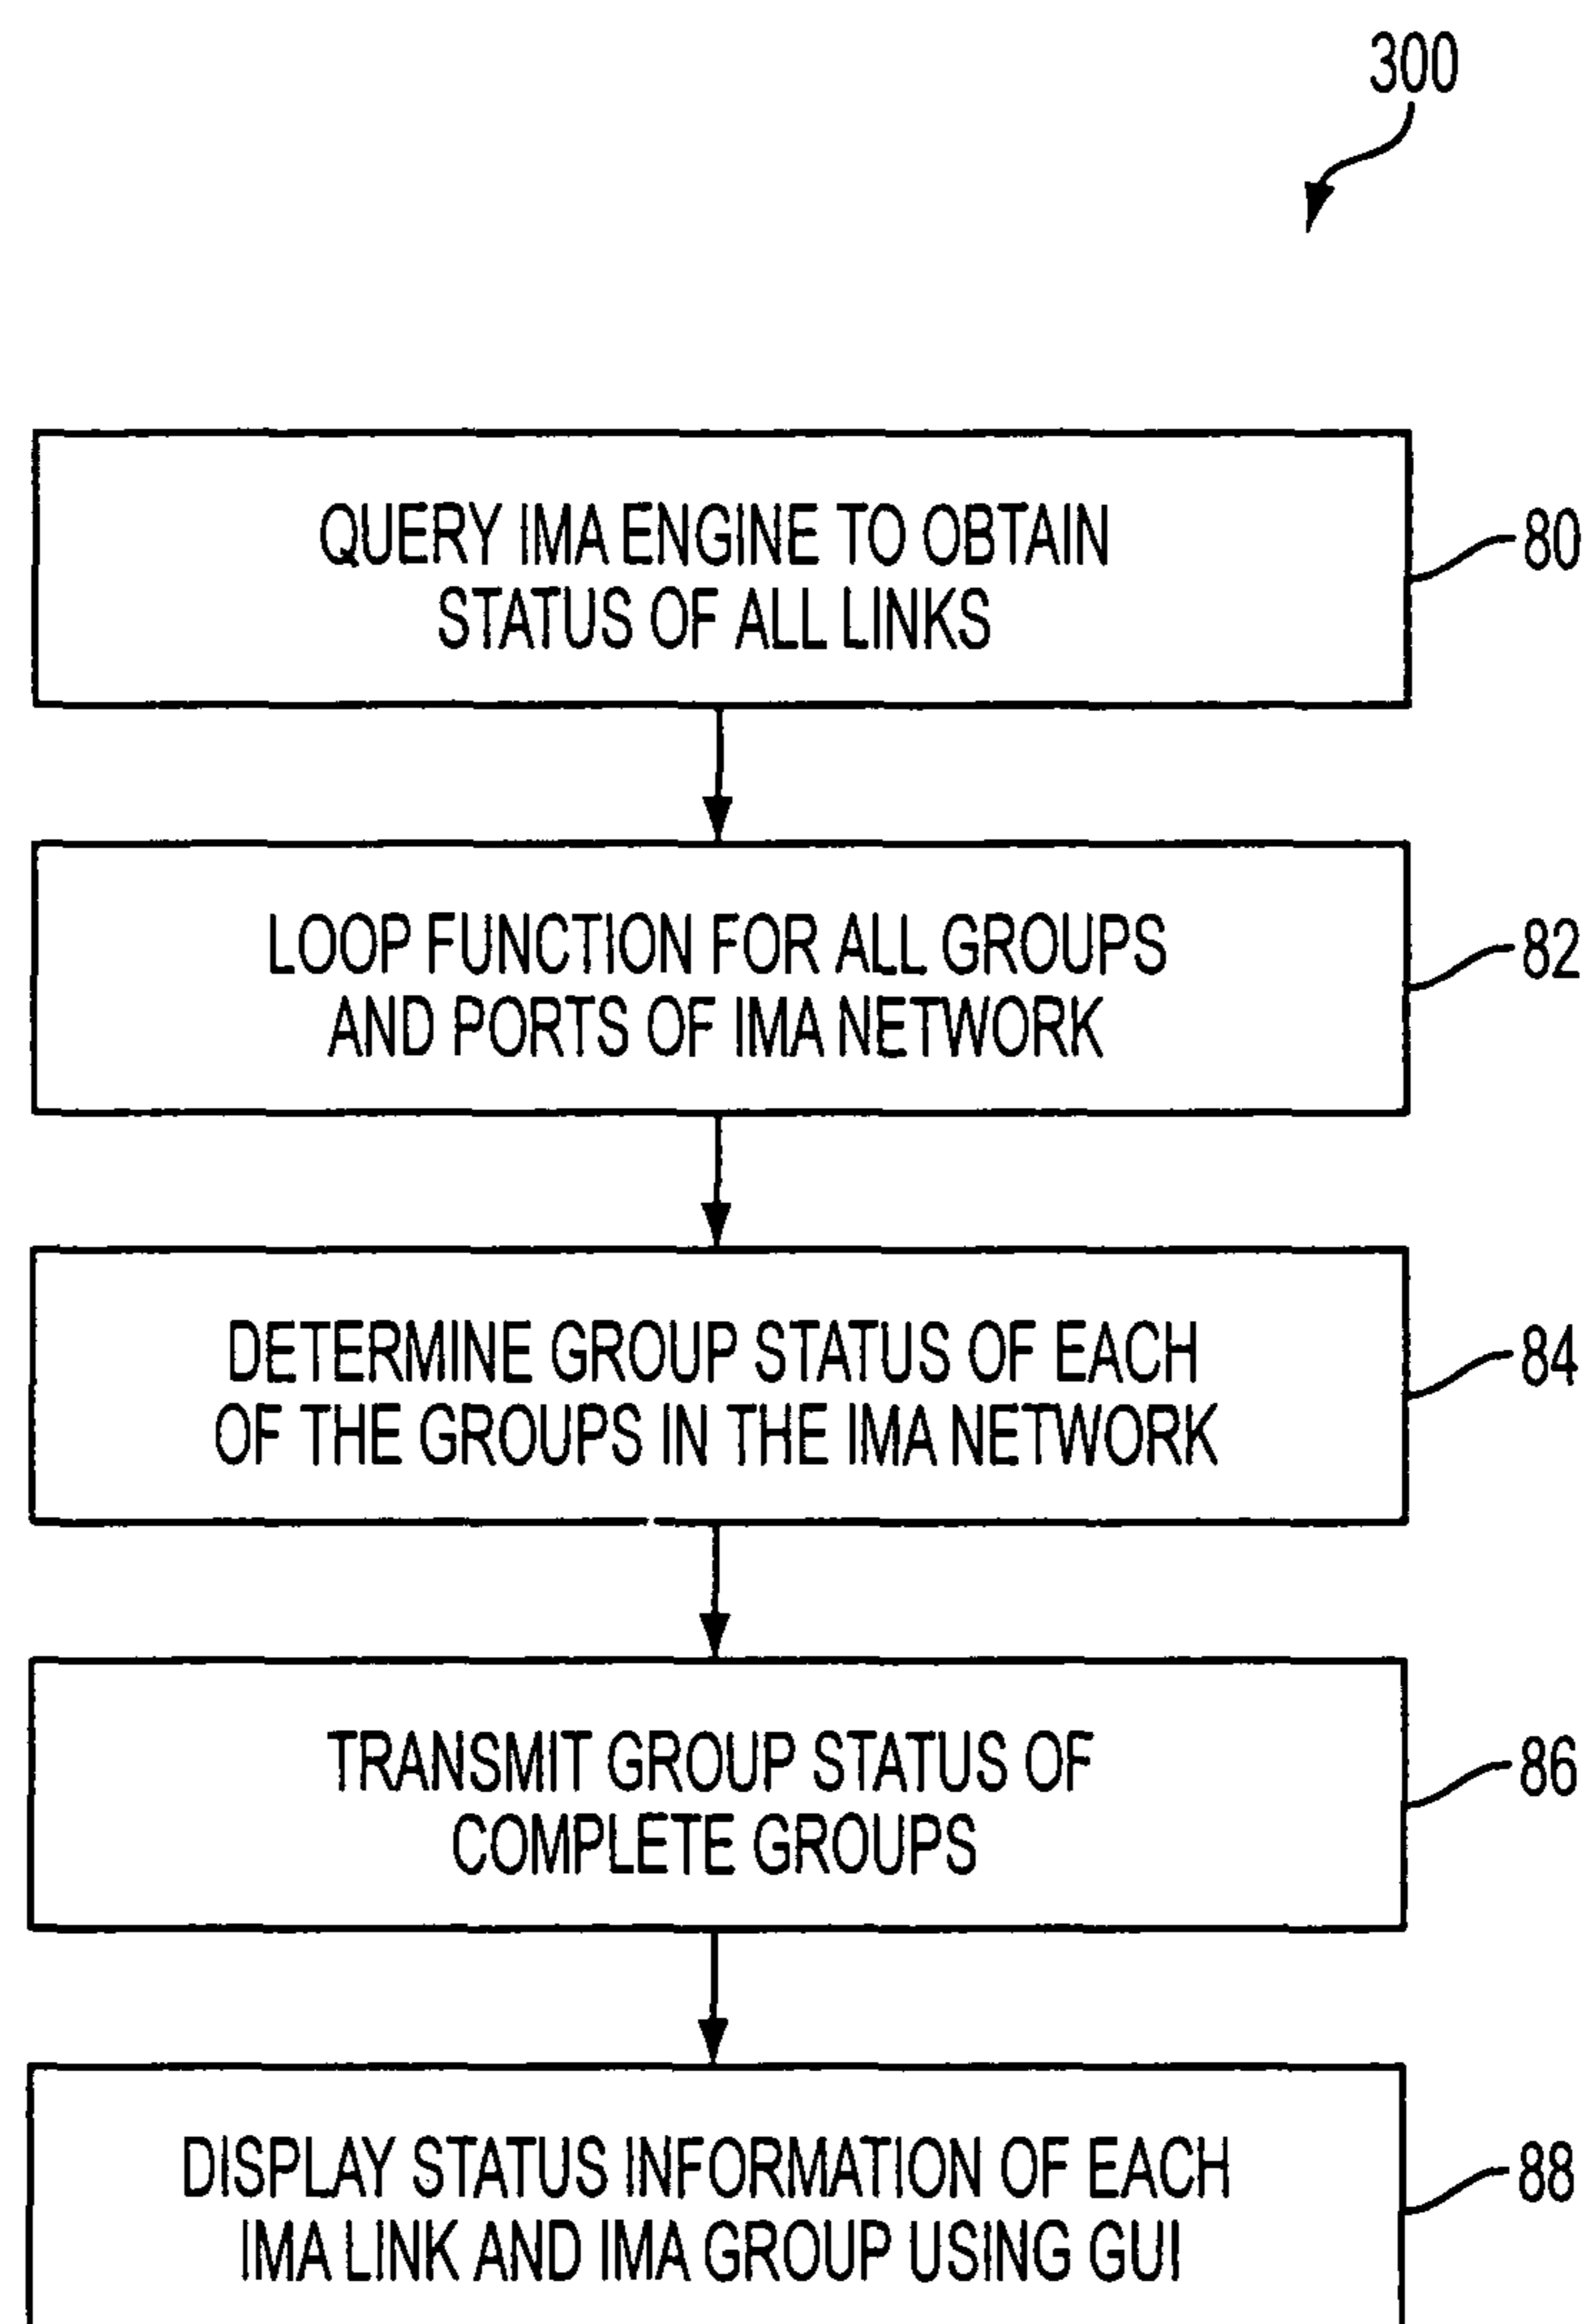 300
QUERY IMA ENGINE TO OBTAIN
STATUS OF ALL LINKS
80
LOOP FUNCTION FOR ALL GROUPS
AND PORTS OF IMA NETWORK
82
DETERMINE GROUP STATUS OF EACH
OF THE GROUPS IN THE IMA NETWORK
84
TRANSMIT GROUP STATUS OF
COMPLETE GROUPS
86
DISPLAY STATUS INFORMATION OF EACH
IMA LINK AND IMA GROUP USING GUI
88